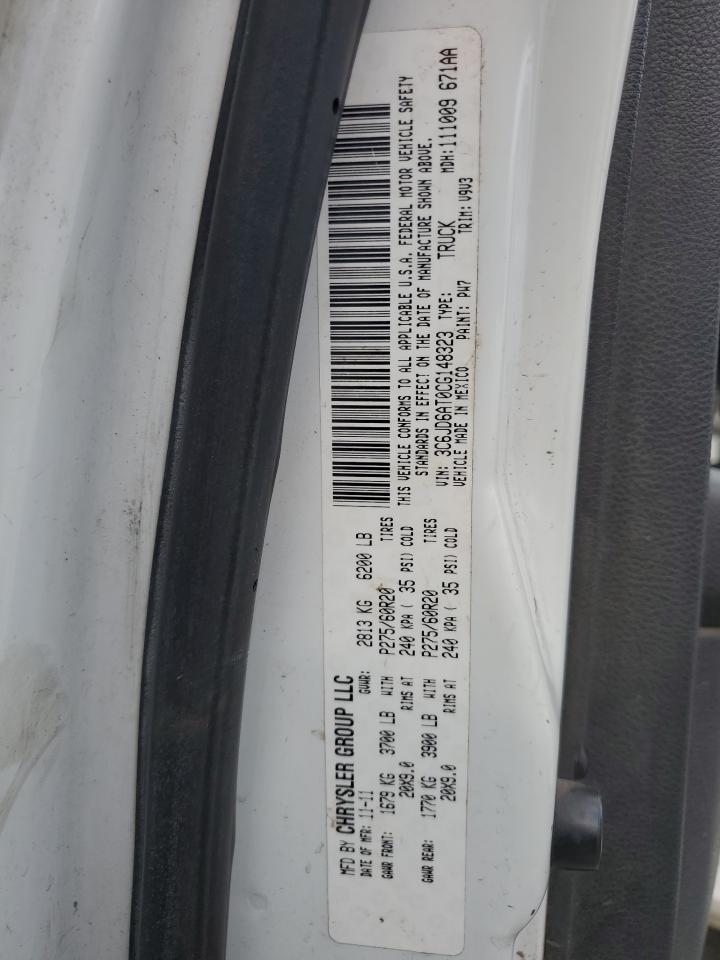 MFD BY CHRYSLER GROUP LLC
DATE OF MFR: 11-11 GVWR: 2813 KG 6200 LB
GAWR FRONT: 1679 KG 3700 LB WITH P275/60R20 TIRES
20X9.0 RIMS AT 240 KPA ( 35 PSI) COLD
GAWR REAR: 1770 KG 3900 LB WITH P275/60R20 TIRES
20X9.0 RIMS AT 240 KPA ( 35 PSI) COLD
THIS VEHICLE CONFORMS TO ALL APPLICABLE U.S.A. FEDERAL MOTOR VEHICLE SAFETY
STANDARDS IN EFFECT ON THE DATE OF MANUFACTURE SHOWN ABOVE.
VIN: 3C6JD6AT0CG148323 TYPE: TRUCK MDH: 111009 671AA
VEHICLE MADE IN MEXICO PAINT: PW7 TRIM: V9V3